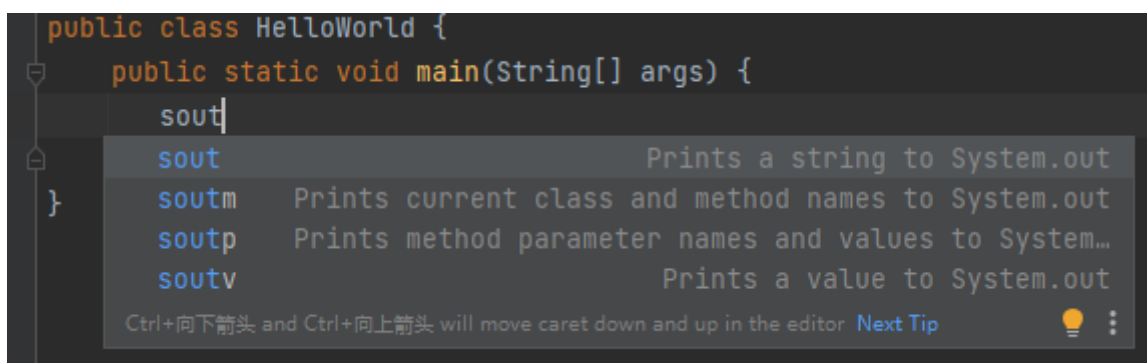 public class HelloWorld {
public static void main(String[] args) {
sout
sout Prints a string to System.out
soutm Prints current class and method names to System.out
} soutp Prints method parameter names and values to System…
soutv Prints a value to System.out
Ctrl+向下箭头 and Ctrl+向上箭头 will move caret down and up in the editor Next Tip